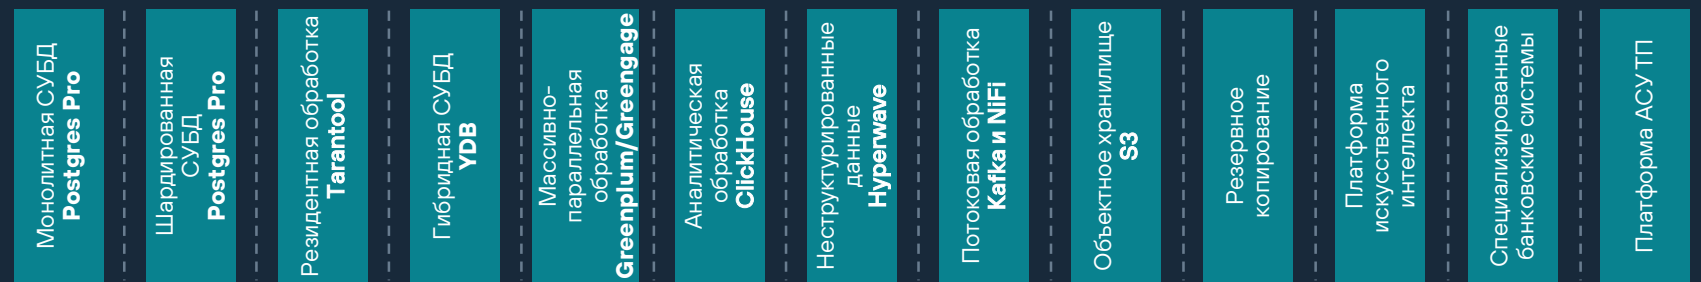 Монолитная СУБД
Postgres Pro
Шардированная
СУБД
Postgres Pro
Резидентная обработка
Tarantool
Гибридная СУБД
YDB
Массивно-
параллельная
обработка
Greenplum/Greengage
Аналитическая
обработка
ClickHouse
Неструктурированные
данные
Hyperwave
Потоковая обработка
Kafka и NiFi
Объектное хранилище
S3
Резервное
копирование
Платформа
искусственного
интеллекта
Специализированные
банковские системы
Платформа АСУ ТП